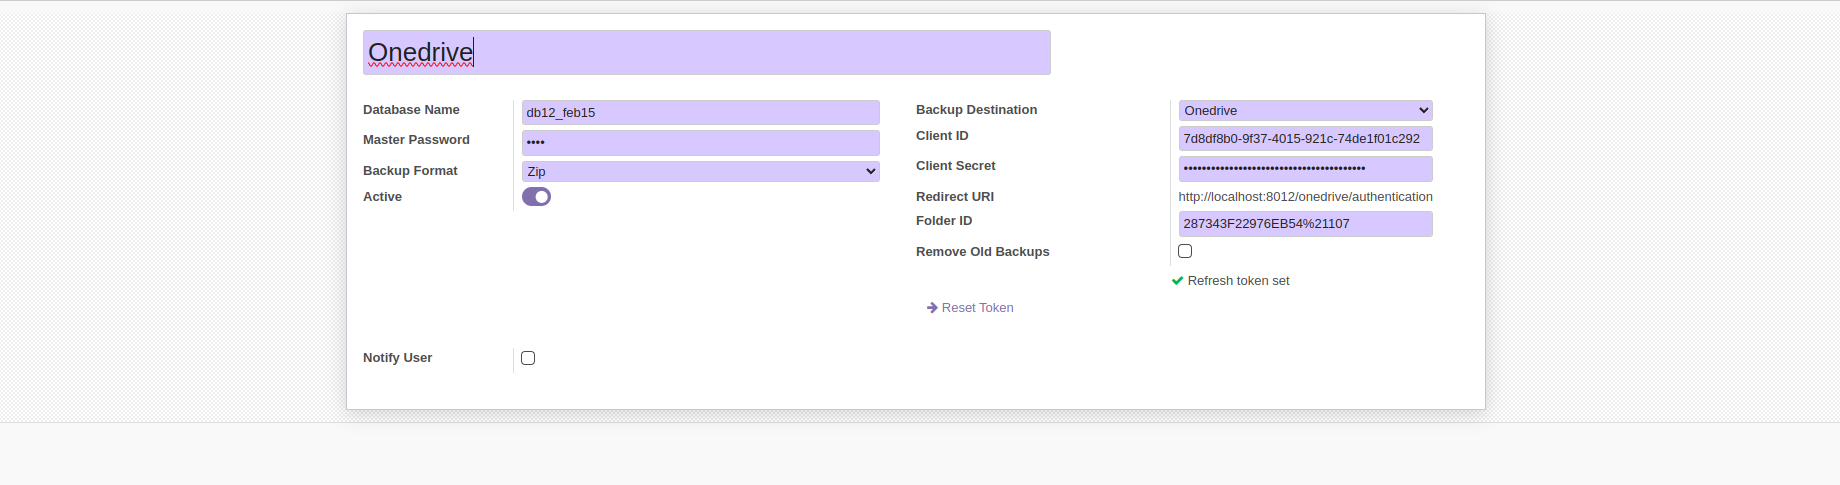 Onedrive
Database Name db12_feb15
Master Password ••••
Backup Format Zip
Active
Backup Destination Onedrive
Client ID 7d8df8b0-9f37-4015-921c-74de1f01c292
Client Secret ••••••••••••••••••••••••••••••••••••••••
Redirect URI http://localhost:8012/onedrive/authentication
Folder ID 287343F22976EB54%21107
Remove Old Backups
Refresh token set
Reset Token
Notify User